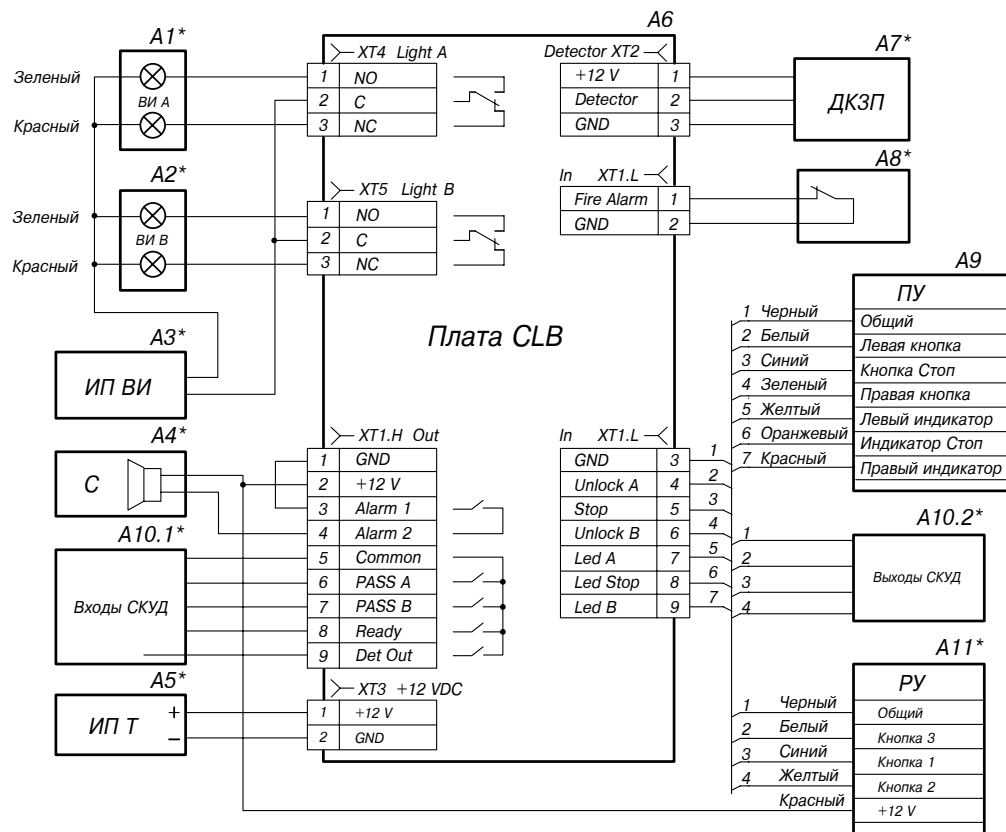 A6
A1*
Зеленый
ВИ А
Красный
XT4 Light A
1 NO
2 C
3 NC
A2*
Зеленый
ВИ В
Красный
XT5 Light B
1 NO
2 C
3 NC
A3*
ИП ВИ
A4*
С
XT1.H Out
1 GND
2 +12 V
3 Alarm 1
4 Alarm 2
5 Common
6 PASS A
7 PASS B
8 Ready
9 Det Out
A10.1*
Входы СКУД
A5*
ИП Т
+
–
XT3 +12 VDC
1 +12 V
2 GND
Плата CLB
Detector XT2
+12 V 1
Detector 2
GND 3
A7*
ДКЗП
In XT1.L
Fire Alarm 1
GND 2
A8*
In XT1.L
GND 3 1
Unlock A 4 2
Stop 5 3
Unlock B 6 4
Led A 7 5
Led Stop 8 6
Led B 9 7
A9
ПУ
1 Черный Общий
2 Белый Левая кнопка
3 Синий Кнопка Стоп
4 Зеленый Правая кнопка
5 Желтый Левый индикатор
6 Оранжевый Индикатор Стоп
7 Красный Правый индикатор
A10.2*
1
2
3
4
Выходы СКУД
A11*
РУ
1 Черный Общий
2 Белый Кнопка 3
3 Синий Кнопка 1
4 Желтый Кнопка 2
Красный +12 V